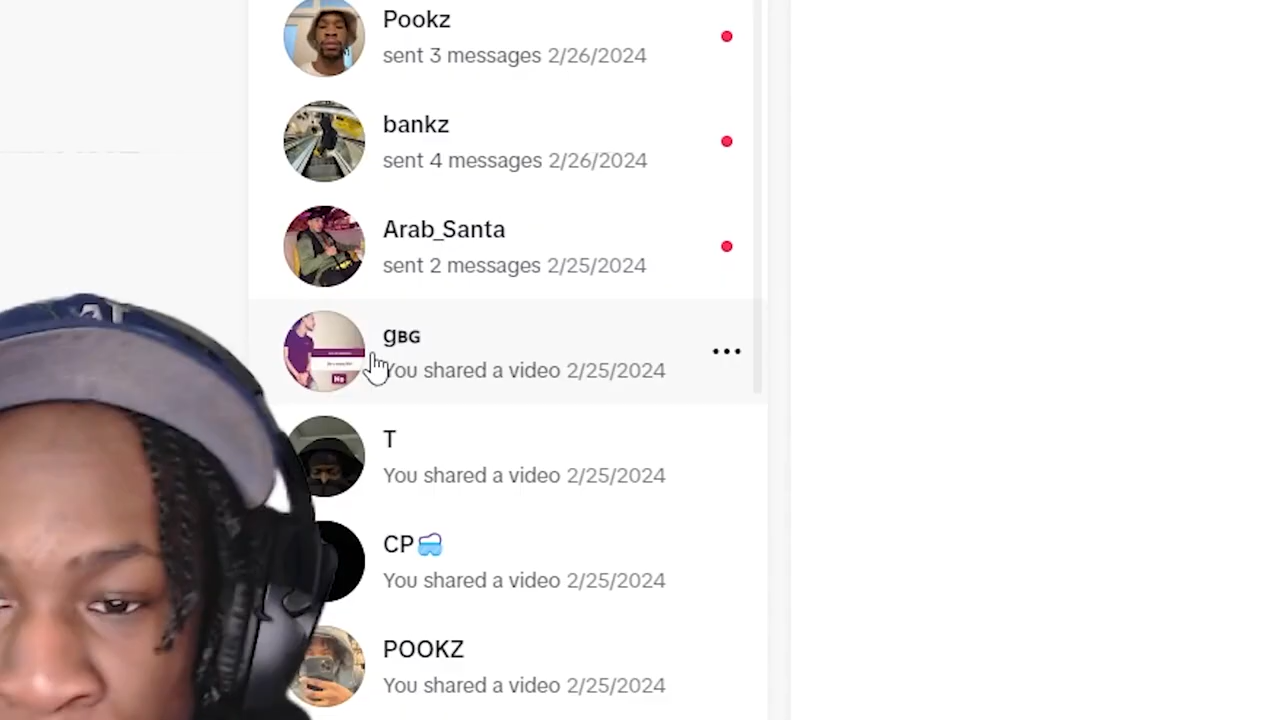 Pookz
sent 3 messages 2/26/2024
bankz
sent 4 messages 2/26/2024
Arab_Santa
sent 2 messages 2/25/2024
gʙɢ
You shared a video 2/25/2024
No
T
You shared a video 2/25/2024
CP
You shared a video 2/25/2024
POOKZ
You shared a video 2/25/2024